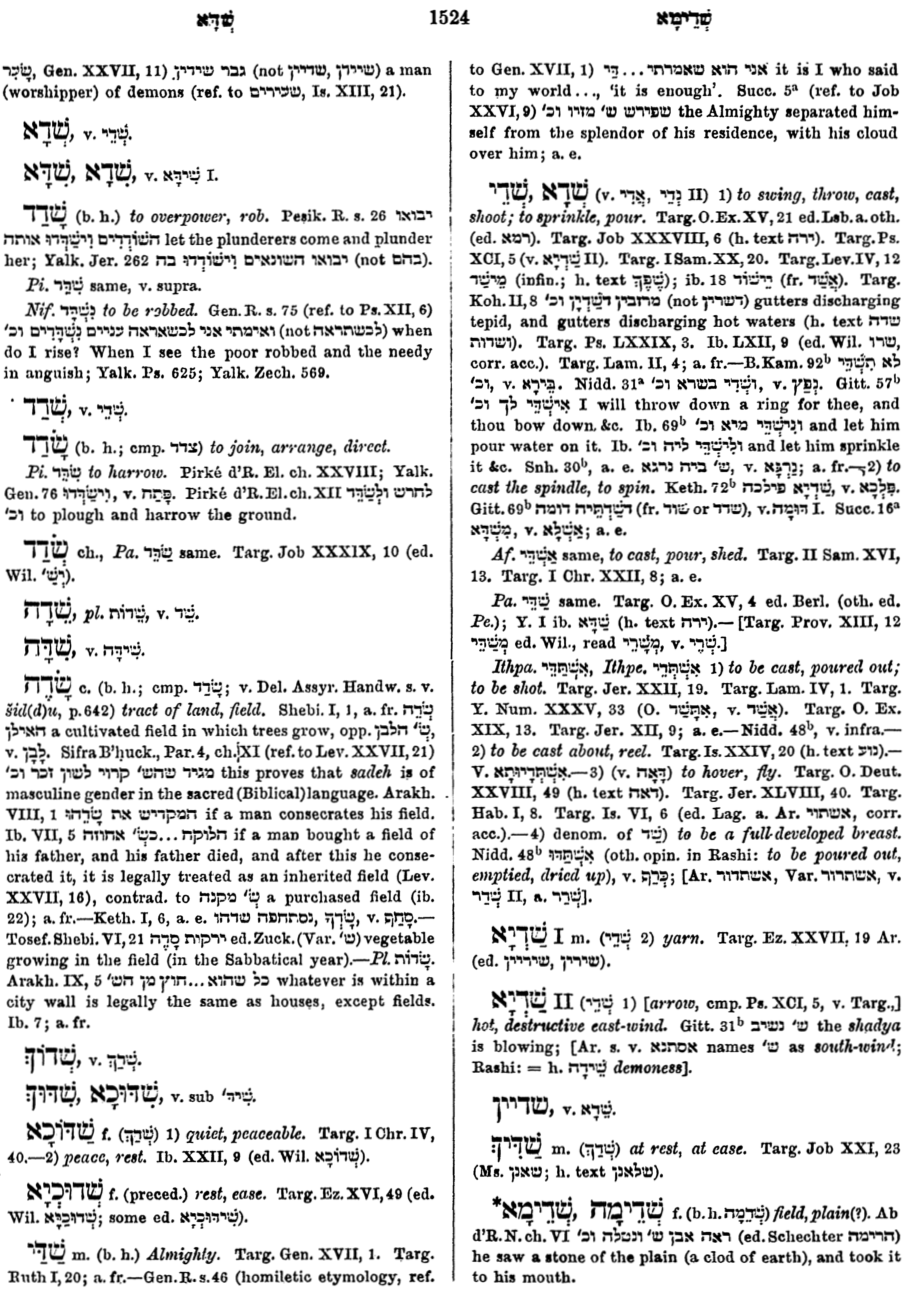 שְׁדָא 1524 שְׁדֵימָא
שָׂכִּר, Gen. XXVII, 11) גבר שידין (not שיידן, שדיין) a man
(worshipper) of demons (ref. to שעירים, Is. XIII, 21).
שְׁדָא, v. שְׁדֵי.
שִׁדָא, שִׁדָּא, v. שִׁידָּא I.
שָׁדַד (b. h.) to overpower, rob. Pesik. R. s. 26 יבואו
השודדים וישדדו אותה let the plunderers come and plunder
her; Yalk. Jer. 262 יבואו השונאים וישודדו בה (not בהם).
Pi. שִׁדֵּד same, v. supra.
Nif. נִשְׁדַּד to be robbed. Gen. R. s. 75 (ref. to Ps. XII, 6)
ואימתי אני לכשאראה עניים נשדדים וכ׳ (not לכשתראה) when
do I rise? When I see the poor robbed and the needy
in anguish; Yalk. Ps. 625; Yalk. Zech. 569.
שְׁדַד, v. שְׁדֵי.
שָׂדַד (b. h.; cmp. צדד) to join, arrange, direct.
Pi. שִׂדֵּד to harrow. Pirké d'R. El. ch. XXVIII; Yalk.
Gen. 76 וישדדו, v. פָּתַח. Pirké d'R. El. ch. XII לחרש ולשדד
וכ׳ to plough and harrow the ground.
שְׂדַד ch., Pa. שַׂדֵּד same. Targ. Job XXXIX, 10 (ed.
Wil. יְשַׁ׳).
שִׁדָה, pl. שִׁדוֹת, v. שַׁד.
שִׁדָּה, v. שִׁידָּה.
שָׂדֶה c. (b. h.; cmp. שָׂדַד; v. Del. Assyr. Handw. s. v.
šid(d)u, p. 642) tract of land, field. Shebi. I, 1, a. fr. שדה
האילן a cultivated field in which trees grow, opp. ש׳ הלבן,
v. לָבָן. Sifra B'huck., Par. 4, ch. XI (ref. to Lev. XXVII, 21)
מגיד שהש׳ קרוי לשון זכר וכ׳ this proves that sadeh is of
masculine gender in the sacred (Biblical) language. Arakh.
VIII, 1 המקדיש את שדהו if a man consecrates his field.
Ib. VII, 5 הלוקח...כש׳ אחוזה if a man bought a field of
his father, and his father died, and after this he conse-
crated it, it is legally treated as an inherited field (Lev.
XXVII, 16), contrad. to ש׳ מקנה a purchased field (ib.
22); a. fr.—Keth. I, 6, a. e. נסתחפה שדהו, שדך, v. סָחַף.—
Tosef. Shebi. VI, 21 ירקות סדה ed. Zuck. (Var. ש׳) vegetable
growing in the field (in the Sabbatical year).—Pl. שָׂדוֹת.
Arakh. IX, 5 כל שהוא...חוץ מן הש׳ whatever is within a
city wall is legally the same as houses, except fields.
Ib. 7; a. fr.
שְׁדוֹךְ, v. שְׁדַךְ.
שִׁדּוּכָא, שִׁדּוּךְ, v. sub שִׁיד׳.
שַׁדוֹכָא f. (שְׁדַךְ) 1) quiet, peaceable. Targ. I Chr. IV,
40.—2) peace, rest. Ib. XXII, 9 (ed. Wil. שְׁדוֹכָא).
שְׁדוּכְיָא f. (preced.) rest, ease. Targ. Ez. XVI, 49 (ed.
Wil. שַׁדוּכְיָא; some ed. שִׁידוּכְיָא).
שַׁדַּי m. (b. h.) Almighty. Targ. Gen. XVII, 1. Targ.
Ruth I, 20; a. fr.—Gen. R. s. 46 (homiletic etymology, ref.
to Gen. XVII, 1) אני הוא שאמרתי...דַּי it is I who said
to my world..., 'it is enough'. Succ. 5ᵃ (ref. to Job
XXVI, 9) שפירש ש׳ מזיו וכ׳ the Almighty separated him-
self from the splendor of his residence, with his cloud
over him; a. e.
שְׁדָא, שְׁדֵי (v. נְדֵי, אֲדֵי II) 1) to swing, throw, cast,
shoot; to sprinkle, pour. Targ. O. Ex. XV, 21 ed. Lsb. a. oth.
(ed. רמא). Targ. Job XXXVIII, 6 (h. text ירה). Targ. Ps.
XCI, 5 (v. שַׁדְיָא II). Targ. I Sam. XX, 20. Targ. Lev. IV, 12
מישד (infin.; h. text שֶׁפֶךְ); ib. 18 יישוד (fr. אֲשַׁד). Targ.
Koh. II, 8 מרזבין דשדין וכ׳ (not דשריין) gutters discharging
tepid, and gutters discharging hot waters (h. text שדה
ושדות). Targ. Ps. LXXIX, 3. Ib. LXII, 9 (ed. Wil. שרו,
corr. acc.). Targ. Lam. II, 4; a. fr.—B. Kam. 92ᵇ לא תשדי
וכ׳, v. בֵּירָא. Nidd. 31ᵃ ושדי בשרא וכ׳, v. נְפַץ. Gitt. 57ᵇ
אישדי לך וכ׳ I will throw down a ring for thee, and
thou bow down &c. Ib. 69ᵇ ונישדי מיא וכ׳ and let him
pour water on it. Ib. ולישדי ליה וכ׳ and let him sprinkle
it &c. Snh. 30ᵇ, a. e. ש׳ ביה נרגא, v. נַרְגָּא; a. fr.—2) to
cast the spindle, to spin. Keth. 72ᵇ שדיא פילכה, v. פִּלְכָּא.
Gitt. 69ᵇ דשדתיה דומה (fr. שוד or שדד), v. דּוּמָה I. Succ. 16ᵃ
משדא, v. אַשְׁלָא; a. e.
Af. אַשְׁדֵּי same, to cast, pour, shed. Targ. II Sam. XVI,
13. Targ. I Chr. XXII, 8; a. e.
Pa. שַׁדֵּי same. Targ. O. Ex. XV, 4 ed. Berl. (oth. ed.
Pe.); Y. I ib. שַׁדָּא (h. text ירה).—[Targ. Prov. XIII, 12
מְשַׁדֵּי ed. Wil., read מְשָׁרֵי, v. שְׁרֵי.]
Ithpa. אִשְׁתַּדֵּי, Ithpe. אִשְׁתְּדֵי 1) to be cast, poured out;
to be shot. Targ. Jer. XXII, 19. Targ. Lam. IV, 1. Targ.
Y. Num. XXXV, 33 (O. אִתְּשַׁד, v. אֲשַׁד). Targ. O. Ex.
XIX, 13. Targ. Jer. XII, 9; a. e.—Nidd. 48ᵇ, v. infra.—
2) to be cast about, reel. Targ. Is. XXIV, 20 (h. text נוע).—
V. אִשְׁתַּדְּיוּתָא.—3) (v. דְּאָה) to hover, fly. Targ. O. Deut.
XXVIII, 49 (h. text דאה). Targ. Jer. XLVIII, 40. Targ.
Hab. I, 8. Targ. Is. VI, 6 (ed. Lag. a. Ar. אשתוי, corr.
acc.).—4) denom. of שַׁד) to be a full-developed breast.
Nidd. 48ᵇ אשתדו (oth. opin. in Rashi: to be poured out,
emptied, dried up), v. כָּרַף; [Ar. אשתדור, Var. אשתרור, v.
שְׁדַר II, a. שְׁרַר].
שַׁדְיָא I m. (שְׁדֵי 2) yarn. Targ. Ez. XXVII, 19 Ar.
(ed. שירין, שיריין).
שַׁדְיָא II (שְׁדֵי 1) [arrow, cmp. Ps. XCI, 5, v. Targ.,]
hot, destructive east-wind. Gitt. 31ᵇ ש׳ נשיב the shadya
is blowing; [Ar. s. v. אסתנא names ש׳ as south-wind;
Rashi: = h. שֵׁידָה demoness].
שדיין, v. שֵׁדָא.
שַׁדִּיךְ m. (שְׁדַךְ) at rest, at ease. Targ. Job XXI, 23
(Ms. שאנן; h. text שלאנן).
*שְׁדֵימָה, שְׁדֵימָא f. (b. h. שְׁדֵמָה) field, plain(?). Ab
d'R. N. ch. VI ראה אבן ש׳ ונטלה וכ׳ (ed. Schechter הרימה)
he saw a stone of the plain (a clod of earth), and took it
to his mouth.